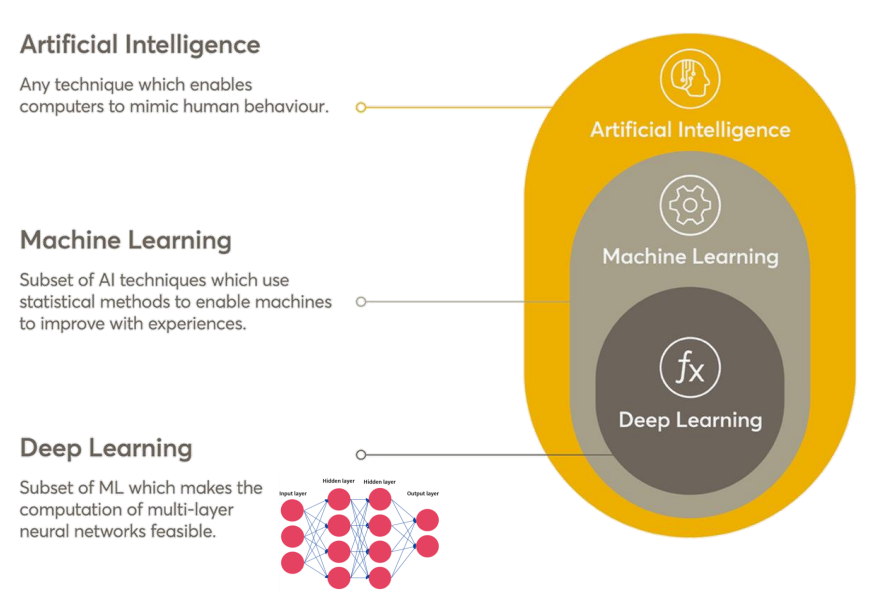 Artificial Intelligence
Any technique which enables
computers to mimic human behaviour.
Machine Learning
Subset of AI techniques which use
statistical methods to enable machines
to improve with experiences.
Deep Learning
Subset of ML which makes the
computation of multi-layer
neural networks feasible.
Input layer
Hidden layer
Hidden layer
Output layer
Artificial Intelligence
Machine Learning
fx
Deep Learning